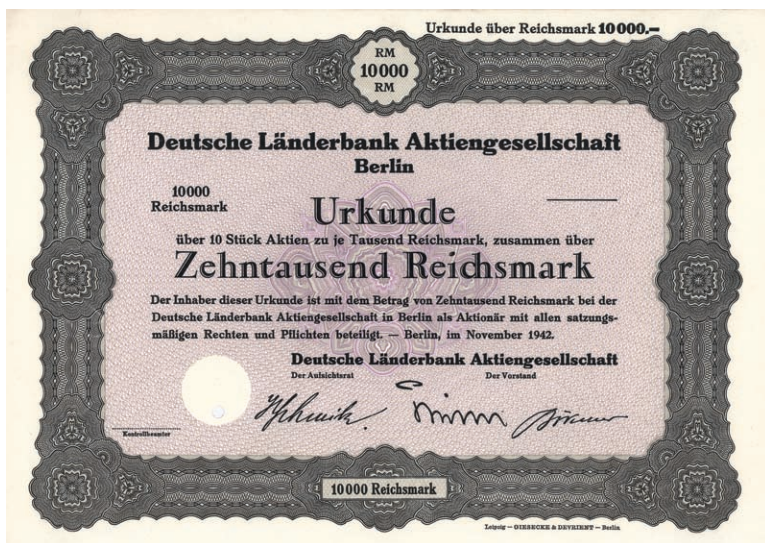 Urkunde über Reichsmark 10000.—
RM
10000
RM
Deutsche Länderbank Aktiengesellschaft
Berlin
10000
Reichsmark
Urkunde
über 10 Stück Aktien zu je Tausend Reichsmark, zusammen über
Zehntausend Reichsmark
Der Inhaber dieser Urkunde ist mit dem Betrag von Zehntausend Reichsmark bei der
Deutsche Länderbank Aktiengesellschaft in Berlin als Aktionär mit allen satzungs-
mäßigen Rechten und Pflichten beteiligt. — Berlin, im November 1942.
Deutsche Länderbank Aktiengesellschaft
Der Aufsichtsrat Der Vorstand
Kontrollbeamter
10000 Reichsmark
Leipzig — GIESECKE & DEVRIENT — Berlin